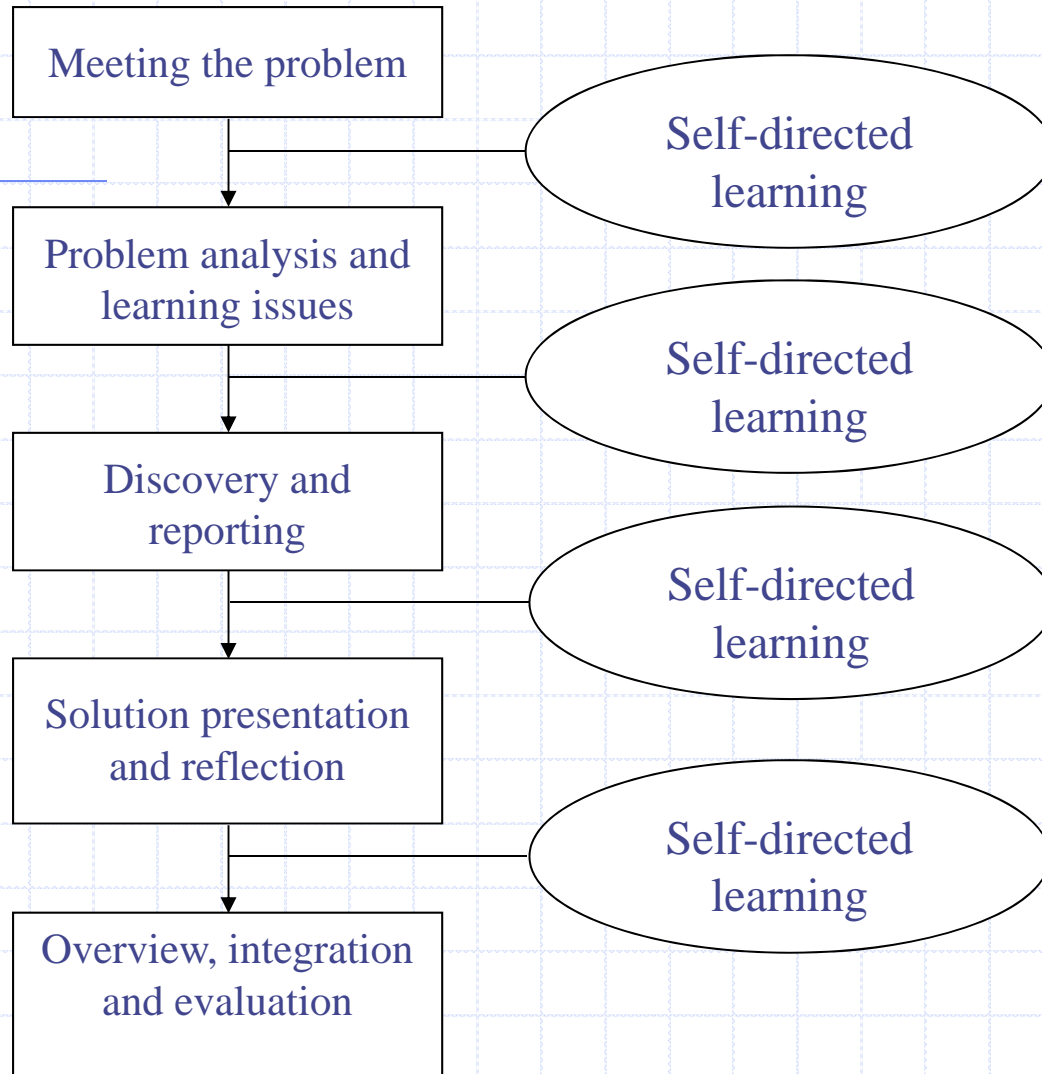 Meeting the problem
Self-directed
learning
Problem analysis and
learning issues
Self-directed
learning
Discovery and
reporting
Self-directed
learning
Solution presentation
and reflection
Self-directed
learning
Overview, integration
and evaluation